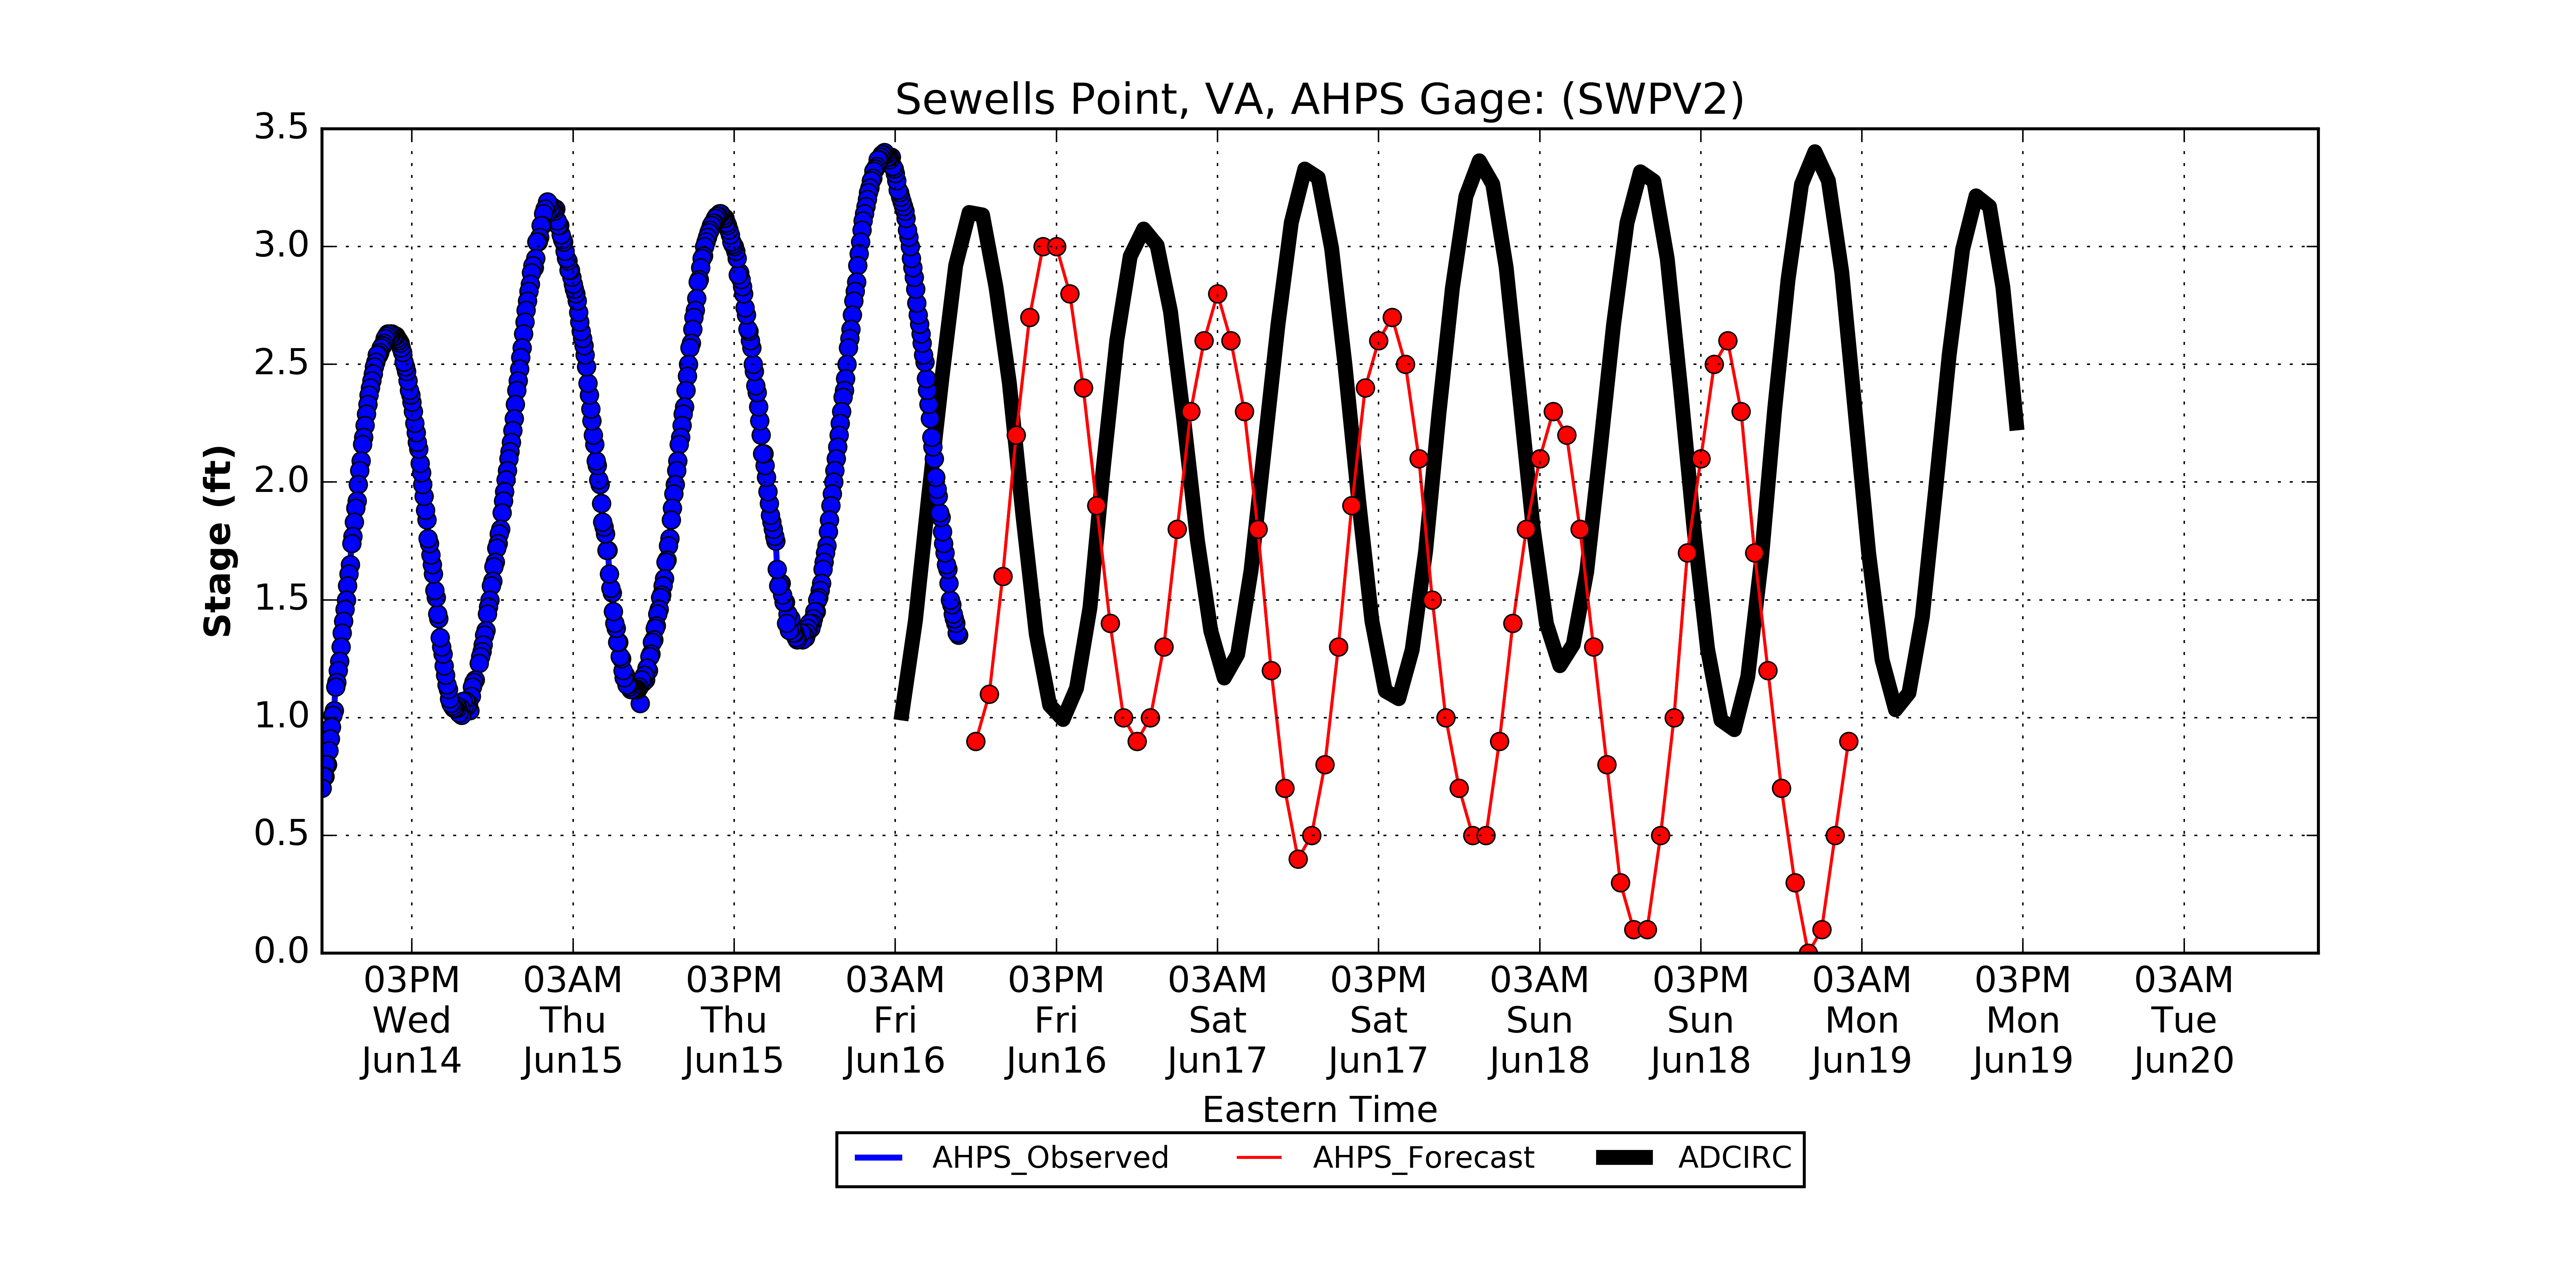 Sewells Point, VA, AHPS Gage: (SWPV2)
3.5
3.0
2.5
2.0
1.5
1.0
0.5
0.0
Stage (ft)
03PM 03AM 03PM 03AM 03PM 03AM 03PM 03AM 03PM 03AM 03PM 03AM
Wed Thu Thu Fri Fri Sat Sat Sun Sun Mon Mon Tue
Jun14 Jun15 Jun15 Jun16 Jun16 Jun17 Jun17 Jun18 Jun18 Jun19 Jun19 Jun20
Eastern Time
AHPS_Observed AHPS_Forecast ADCIRC